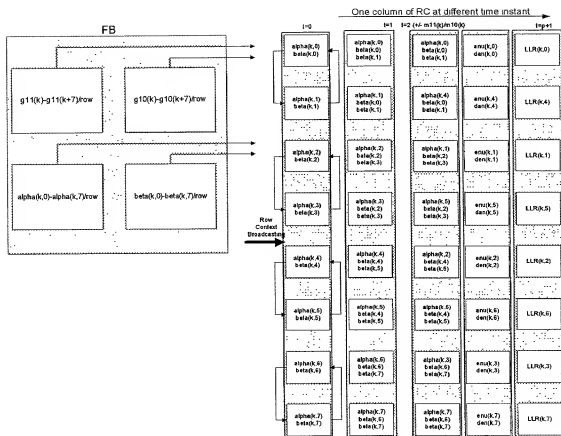 One column of RC at different time instant
FB
t=0
t=1
t=2 (+/- m11(k)/m10(k)
t=p+1
g11(k)-g11(k+7)/row
g10(k)-g10(k+7)/row
alpha(k,0)-alpha(k,7)/row
beta(k,0)-beta(k,7)/row
Row
Context
Broadcasting
alpha(k,0)
beta(k,0)
alpha(k,1)
beta(k,1)
alpha(k,2)
beta(k,2)
alpha(k,3)
beta(k,3)
alpha(k,4)
beta(k,4)
alpha(k,5)
beta(k,5)
alpha(k,6)
beta(k,6)
alpha(k,7)
beta(k,7)
alpha(k,0)
beta(k,0)
beta(k,1)
alpha(k,1)
beta(k,0)
beta(k,1)
alpha(k,2)
beta(k,2)
beta(k,3)
alpha(k,3)
beta(k,2)
beta(k,3)
alpha(k,4)
beta(k,4)
beta(k,5)
alpha(k,5)
beta(k,4)
beta(k,5)
alpha(k,6)
beta(k,6)
beta(k,7)
alpha(k,7)
beta(k,6)
beta(k,7)
alpha(k,0)
beta(k,0)
beta(k,1)
alpha(k,4)
beta(k,0)
beta(k,1)
alpha(k,1)
beta(k,2)
beta(k,3)
alpha(k,5)
beta(k,2)
beta(k,3)
alpha(k,2)
beta(k,4)
beta(k,5)
alpha(k,6)
beta(k,4)
beta(k,5)
alpha(k,3)
beta(k,6)
beta(k,7)
alpha(k,7)
beta(k,6)
beta(k,7)
enu(k,0)
den(k,0)
enu(k,4)
den(k,4)
enu(k,1)
den(k,1)
enu(k,5)
den(k,5)
enu(k,2)
den(k,2)
enu(k,6)
den(k,6)
enu(k,3)
den(k,3)
enu(k,7)
den(k,7)
LLR(k,0)
LLR(k,4)
LLR(k,1)
LLR(k,5)
LLR(k,2)
LLR(k,6)
LLR(k,3)
LLR(k,7)